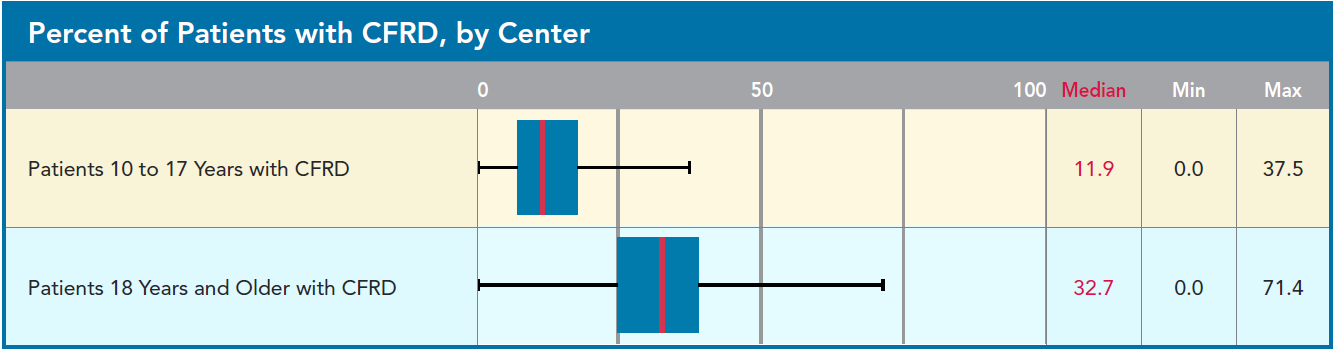 Percent of Patients with CFRD, by Center
0 50 100 Median Min Max
Patients 10 to 17 Years with CFRD 11.9 0.0 37.5
Patients 18 Years and Older with CFRD 32.7 0.0 71.4